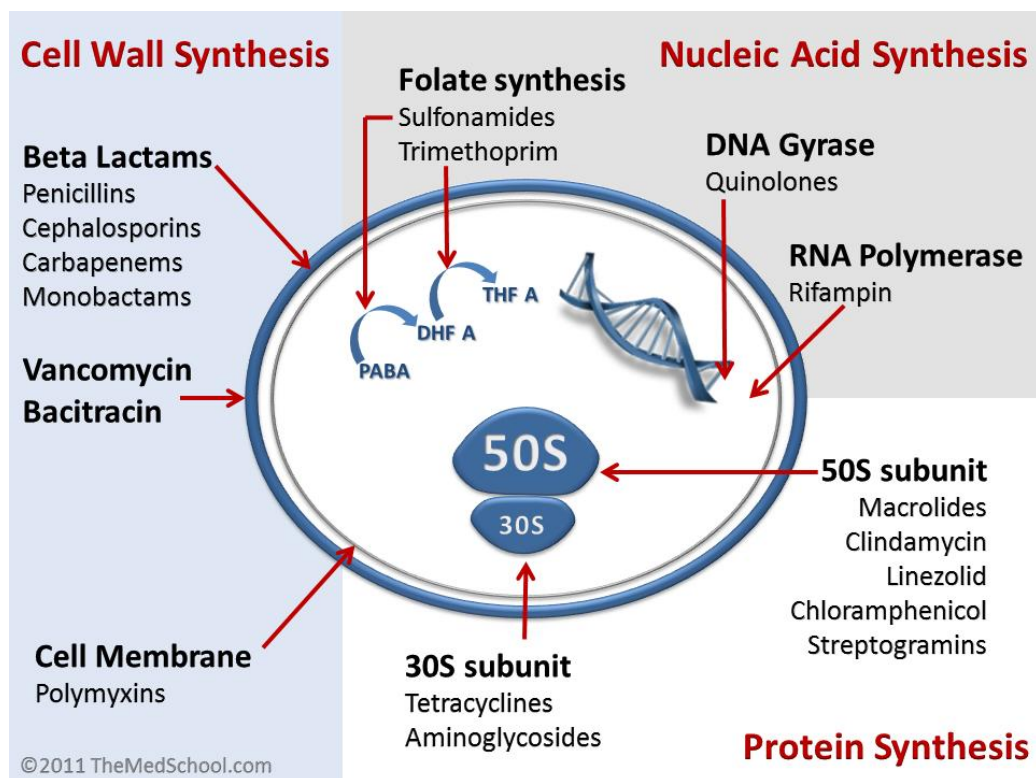 Cell Wall Synthesis
Beta Lactams
Penicillins
Cephalosporins
Carbapenems
Monobactams
Vancomycin
Bacitracin
Cell Membrane
Polymyxins
©2011 TheMedSchool.com
Nucleic Acid Synthesis
Folate synthesis
Sulfonamides
Trimethoprim
DNA Gyrase
Quinolones
RNA Polymerase
Rifampin
THF A
DHF A
PABA
50S
30S
50S subunit
Macrolides
Clindamycin
Linezolid
Chloramphenicol
Streptogramins
30S subunit
Tetracyclines
Aminoglycosides
Protein Synthesis